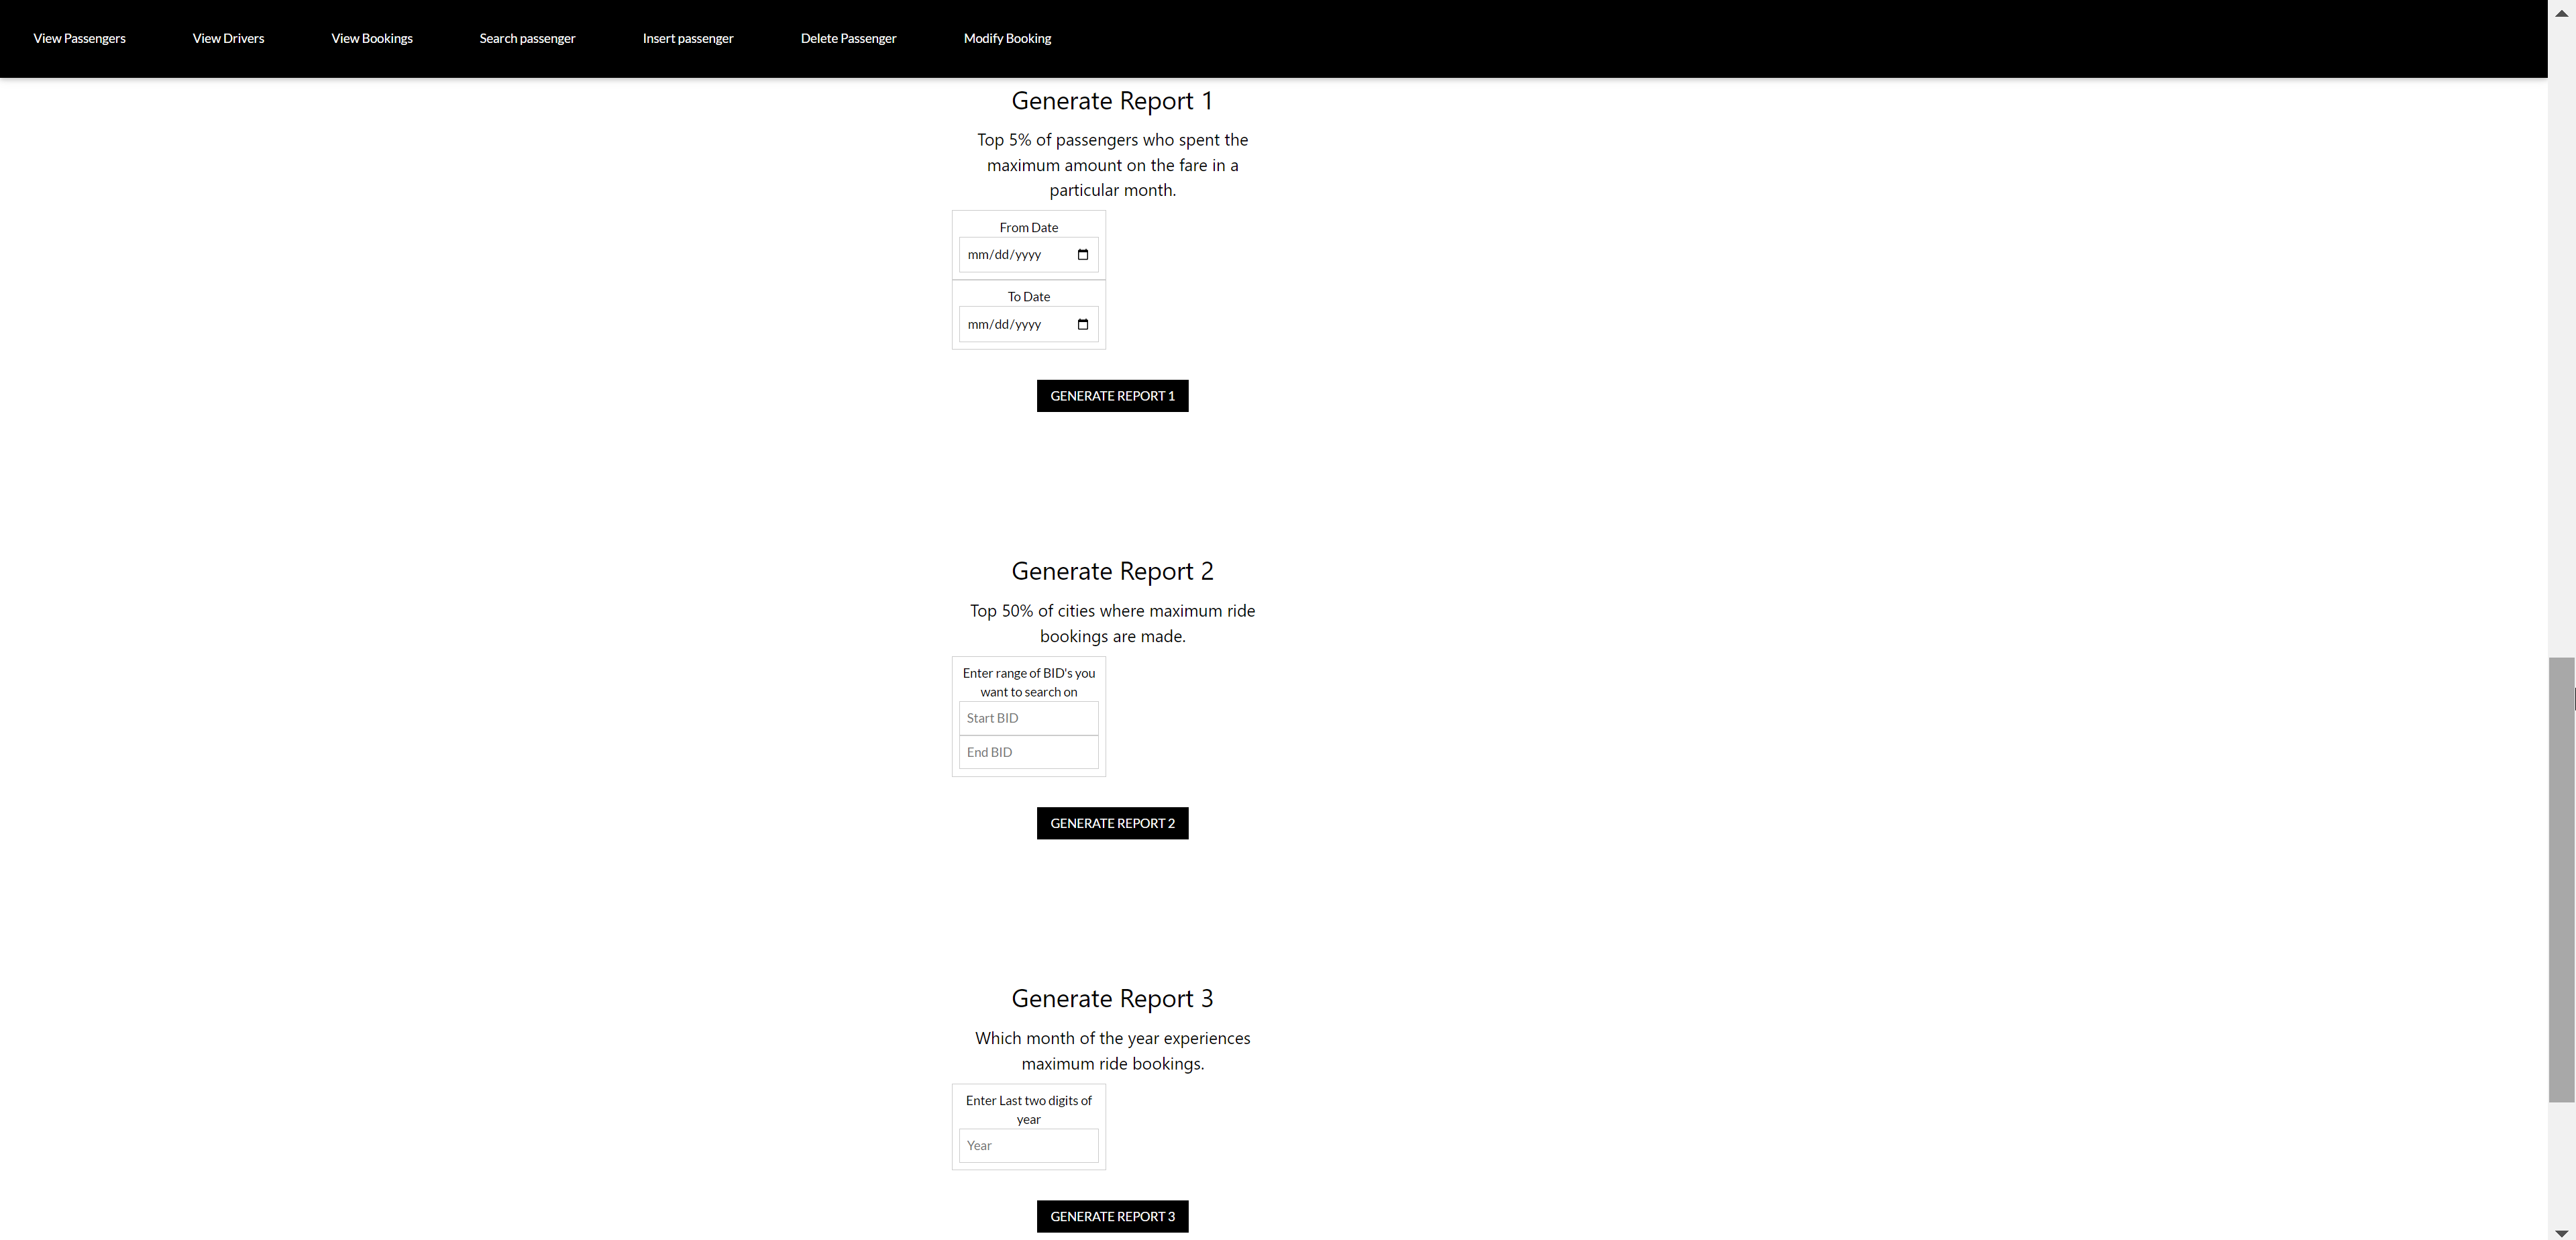 View Passengers View Drivers View Bookings Search passenger Insert passenger Delete Passenger Modify Booking
Generate Report 1
Top 5% of passengers who spent the
maximum amount on the fare in a
particular month.
From Date
mm/dd/yyyy
To Date
mm/dd/yyyy
GENERATE REPORT 1
Generate Report 2
Top 50% of cities where maximum ride
bookings are made.
Enter range of BID's you
want to search on
Start BID
End BID
GENERATE REPORT 2
Generate Report 3
Which month of the year experiences
maximum ride bookings.
Enter Last two digits of
year
Year
GENERATE REPORT 3